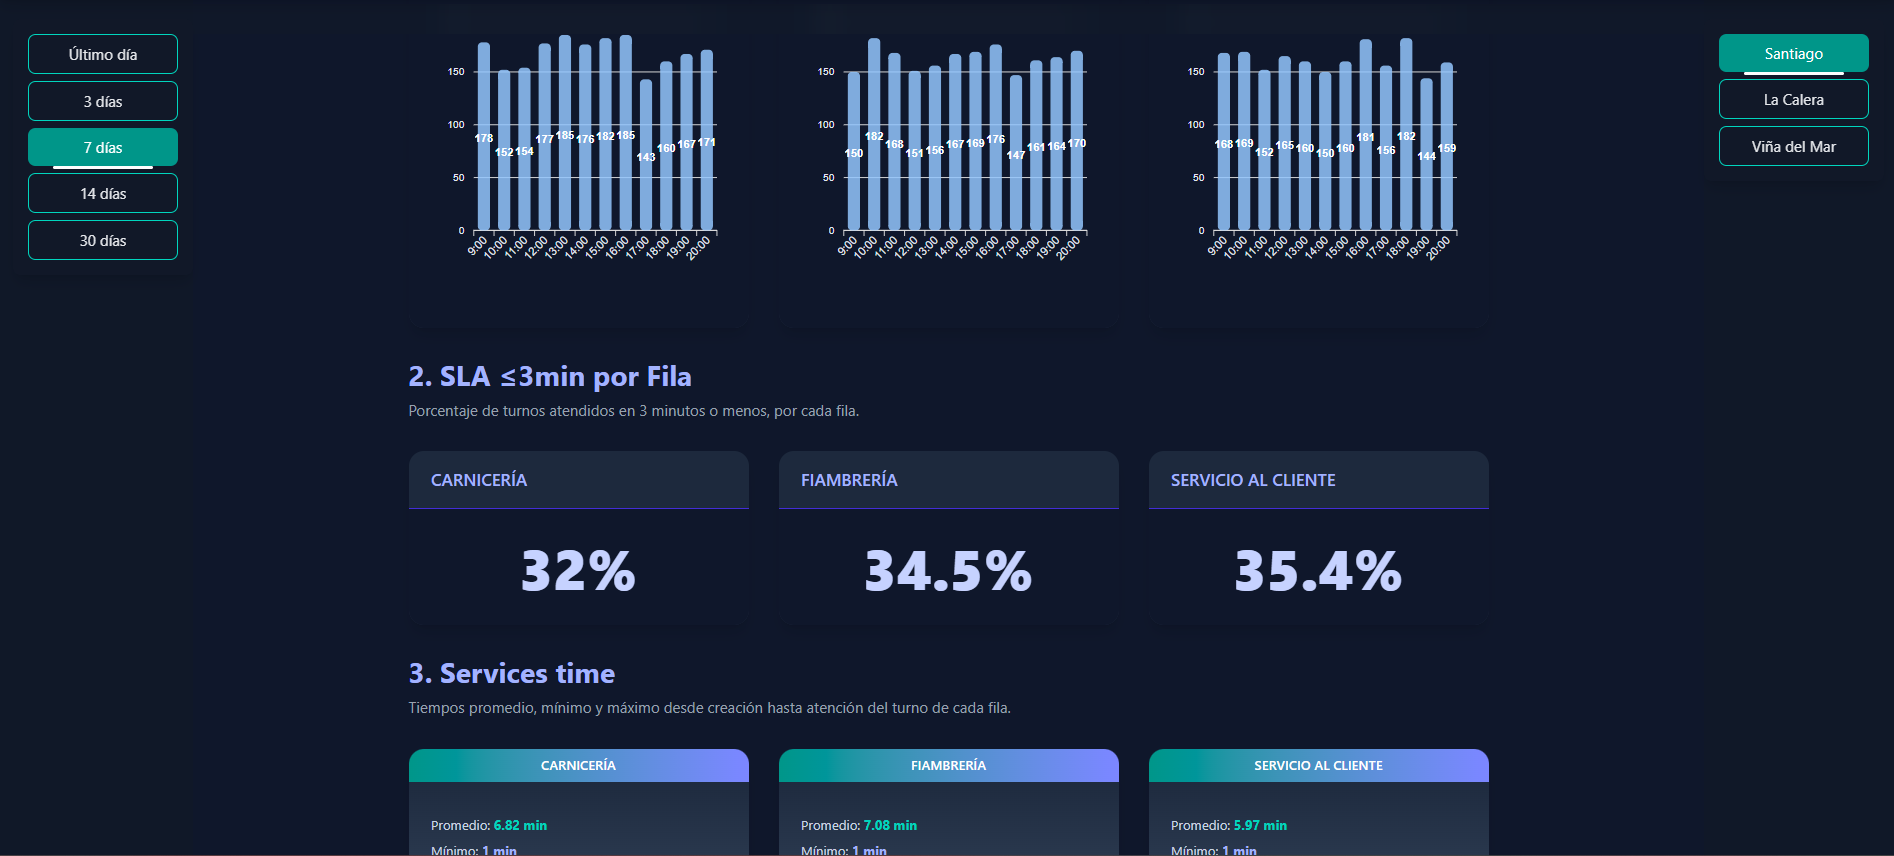 Último día
3 días
7 días
14 días
30 días
Santiago
La Calera
Viña del Mar
150
100
50
0
178 152 154 177 185 176 182 185 143 160 167 171
9:00 10:00 11:00 12:00 13:00 14:00 15:00 16:00 17:00 18:00 19:00 20:00
150
100
50
0
150 182 168 151 156 167 169 176 147 161 164 170
9:00 10:00 11:00 12:00 13:00 14:00 15:00 16:00 17:00 18:00 19:00 20:00
150
100
50
0
168 169 152 165 160 150 160 181 156 182 144 159
9:00 10:00 11:00 12:00 13:00 14:00 15:00 16:00 17:00 18:00 19:00 20:00
2. SLA ≤3min por Fila
Porcentaje de turnos atendidos en 3 minutos o menos, por cada fila.
CARNICERÍA
32%
FIAMBRERÍA
34.5%
SERVICIO AL CLIENTE
35.4%
3. Services time
Tiempos promedio, mínimo y máximo desde creación hasta atención del turno de cada fila.
CARNICERÍA
Promedio: 6.82 min
Mínimo: 1 min
FIAMBRERÍA
Promedio: 7.08 min
Mínimo: 1 min
SERVICIO AL CLIENTE
Promedio: 5.97 min
Mínimo: 1 min